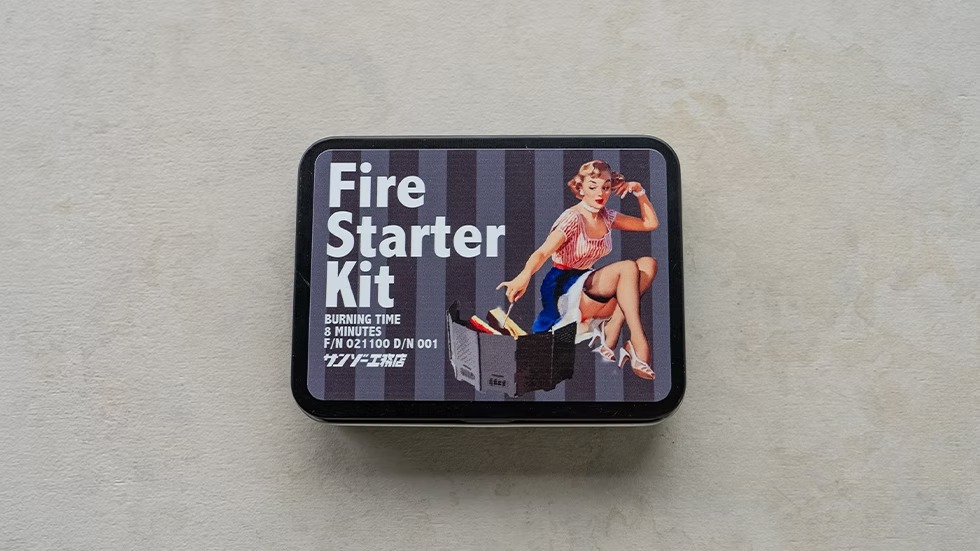 Fire
Starter
Kit
BURNING TIME
8 MINUTES
F/N 021100 D/N 001
サンゾー工務店